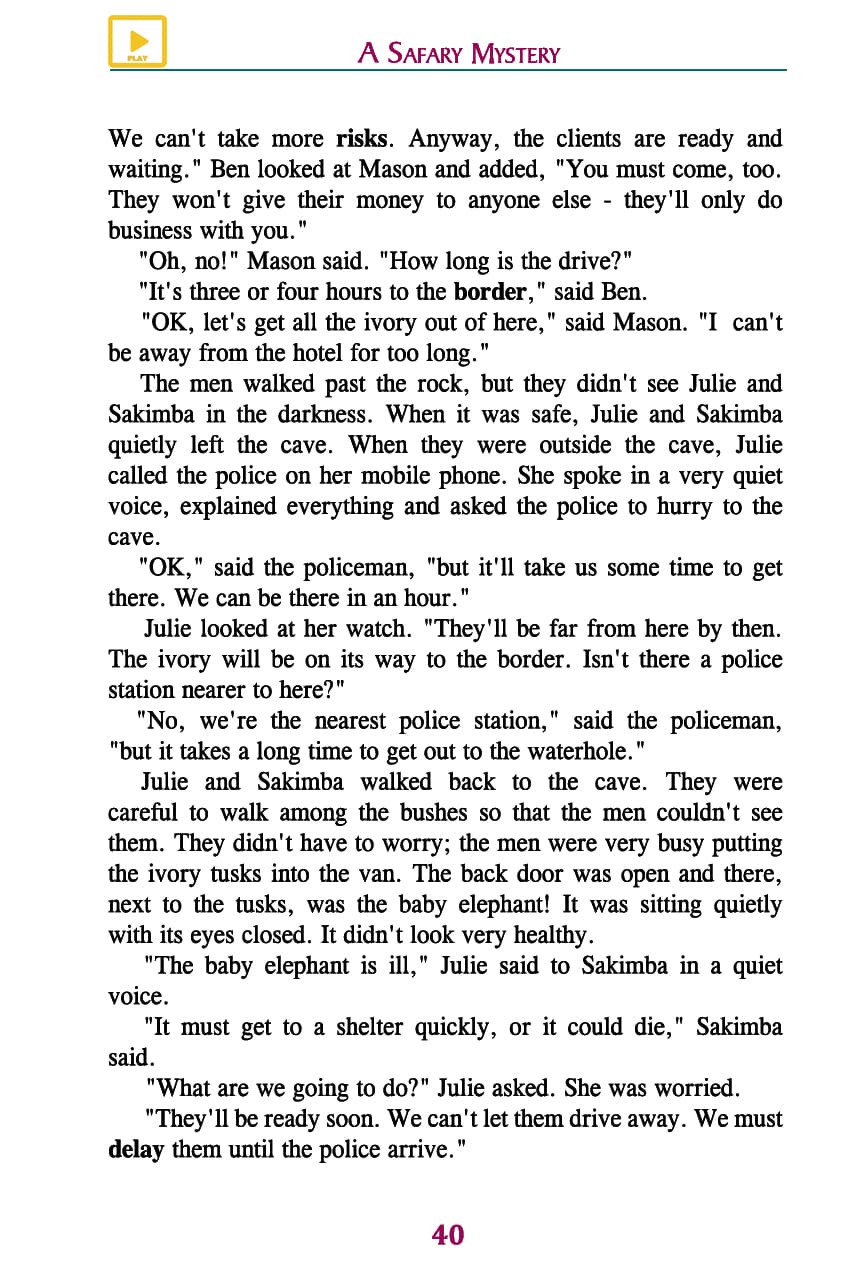 PLAY
A SAFARY MYSTERY
We can't take more risks. Anyway, the clients are ready and
waiting." Ben looked at Mason and added, "You must come, too.
They won't give their money to anyone else - they'll only do
business with you."
"Oh, no!" Mason said. "How long is the drive?"
"It's three or four hours to the border," said Ben.
"OK, let's get all the ivory out of here," said Mason. "I can't
be away from the hotel for too long."
The men walked past the rock, but they didn't see Julie and
Sakimba in the darkness. When it was safe, Julie and Sakimba
quietly left the cave. When they were outside the cave, Julie
called the police on her mobile phone. She spoke in a very quiet
voice, explained everything and asked the police to hurry to the
cave.
"OK," said the policeman, "but it'll take us some time to get
there. We can be there in an hour."
Julie looked at her watch. "They'll be far from here by then.
The ivory will be on its way to the border. Isn't there a police
station nearer to here?"
"No, we're the nearest police station," said the policeman,
"but it takes a long time to get out to the waterhole."
Julie and Sakimba walked back to the cave. They were
careful to walk among the bushes so that the men couldn't see
them. They didn't have to worry; the men were very busy putting
the ivory tusks into the van. The back door was open and there,
next to the tusks, was the baby elephant! It was sitting quietly
with its eyes closed. It didn't look very healthy.
"The baby elephant is ill," Julie said to Sakimba in a quiet
voice.
"It must get to a shelter quickly, or it could die," Sakimba
said.
"What are we going to do?" Julie asked. She was worried.
"They'll be ready soon. We can't let them drive away. We must
delay them until the police arrive."
40